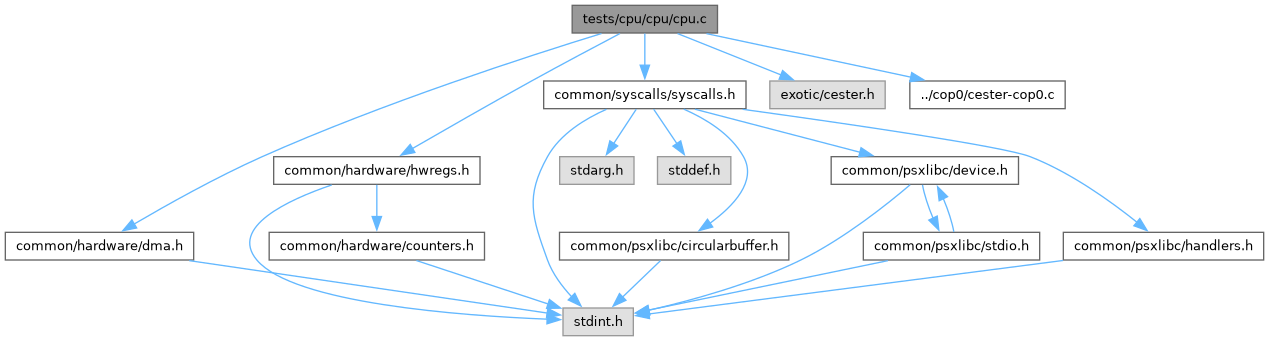 tests/cpu/cpu/cpu.c
common/syscalls/syscalls.h
exotic/cester.h
../cop0/cester-cop0.c
common/hardware/hwregs.h
stdarg.h
stddef.h
common/psxlibc/device.h
common/hardware/dma.h
common/hardware/counters.h
common/psxlibc/circularbuffer.h
common/psxlibc/stdio.h
common/psxlibc/handlers.h
stdint.h